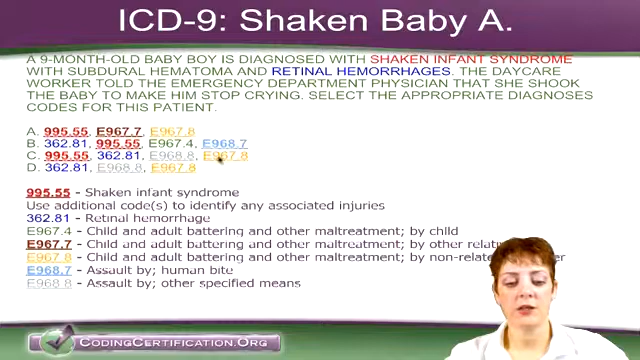 ICD-9: Shaken Baby A.
A 9-MONTH-OLD BABY BOY IS DIAGNOSED WITH SHAKEN INFANT SYNDROME
WITH SUBDURAL HEMATOMA AND RETINAL HEMORRHAGES. THE DAYCARE
WORKER TOLD THE EMERGENCY DEPARTMENT PHYSICIAN THAT SHE SHOOK
THE BABY TO MAKE HIM STOP CRYING. SELECT THE APPROPRIATE DIAGNOSES
CODES FOR THIS PATIENT.
A. 995.55, E967.7, E967.8
B. 362.81, 995.55, E967.4, E968.7
C. 995.55, 362.81, E968.8, E967.8
D. 362.81, E968.8, E967.8
995.55 - Shaken infant syndrome
Use additional code(s) to identify any associated injuries
362.81 - Retinal hemorrhage
E967.4 - Child and adult battering and other maltreatment; by child
E967.7 - Child and adult battering and other maltreatment; by other
E967.8 - Child and adult battering and other maltreatment; by
E968.7 - Assault by; human bite
E968.8 - Assault by; other specified means
CODINGCERTIFICATION.ORG